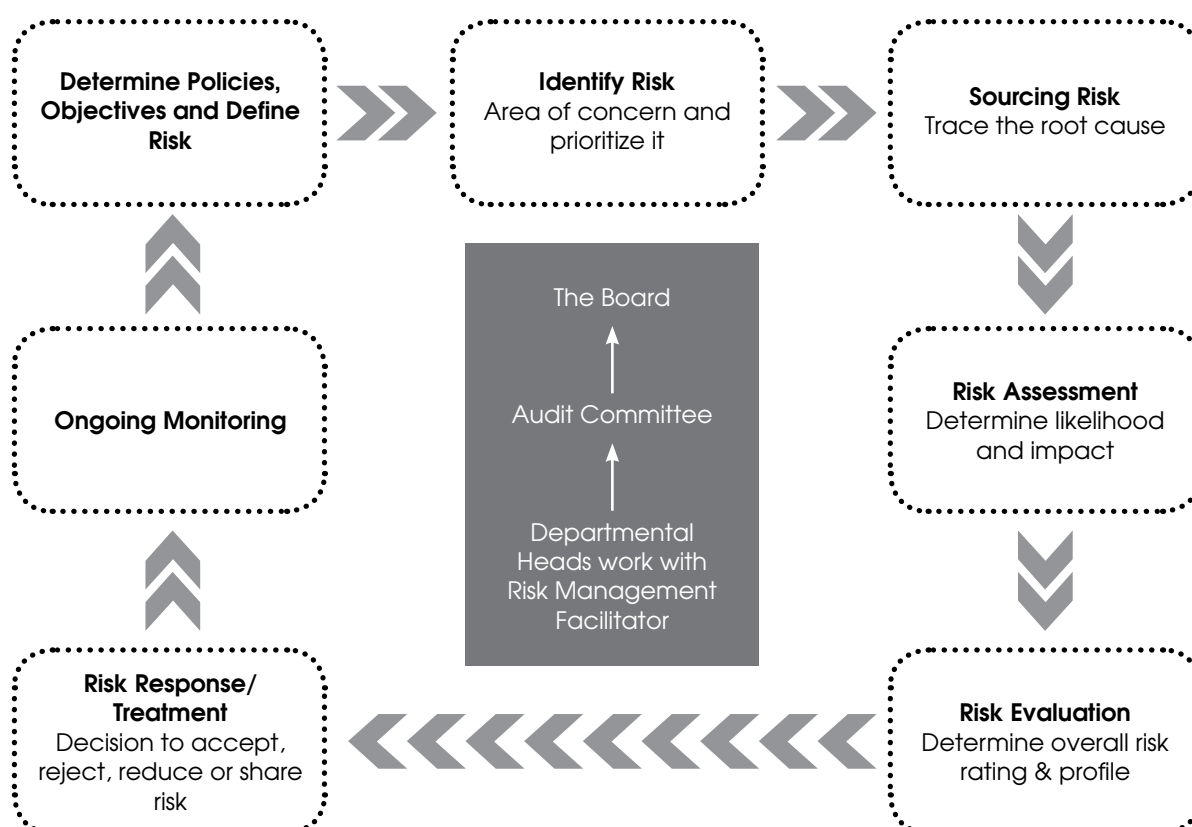 Determine Policies,
Objectives and Define
Risk
Identify Risk
Area of concern and
prioritize it
Sourcing Risk
Trace the root cause
The Board
Audit Committee
Departmental
Heads work with
Risk Management
Facilitator
Ongoing Monitoring
Risk Assessment
Determine likelihood
and impact
Risk Response/
Treatment
Decision to accept,
reject, reduce or share
risk
Risk Evaluation
Determine overall risk
rating & profile